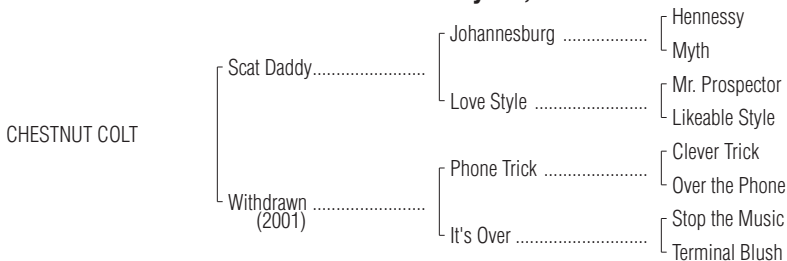 Hennessy
Johannesburg ..................
Myth
Scat Daddy........................
Mr. Prospector
Love Style ........................
Likeable Style
CHESTNUT COLT
Clever Trick
Phone Trick ......................
Over the Phone
Withdrawn ........................
(2001)
Stop the Music
It's Over ............................
Terminal Blush